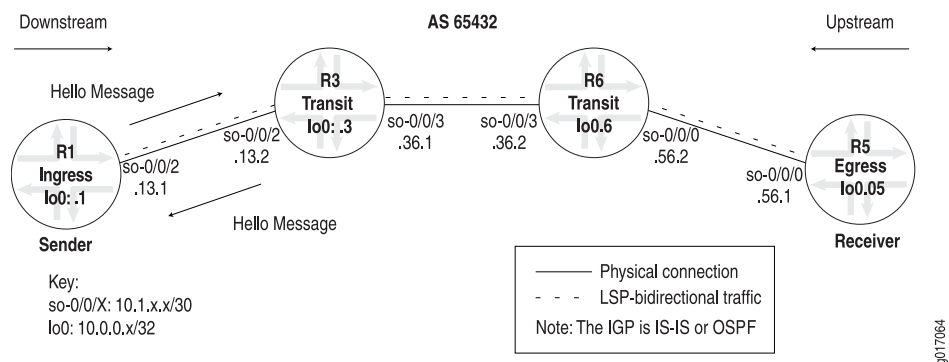 Downstream
AS 65432
Upstream
Hello Message
R3
Transit
lo0: .3
R6
Transit
lo0.6
R1
Ingress
lo0: .1
so-0/0/2
.13.1
so-0/0/2
.13.2
so-0/0/3
.36.1
so-0/0/3
.36.2
so-0/0/0
.56.2
so-0/0/0
.56.1
R5
Egress
lo0.05
Hello Message
Sender
Receiver
Key:
so-0/0/X: 10.1.x.x/30
lo0: 10.0.0.x/32
Physical connection
LSP-bidirectional traffic
Note: The IGP is IS-IS or OSPF
g017064